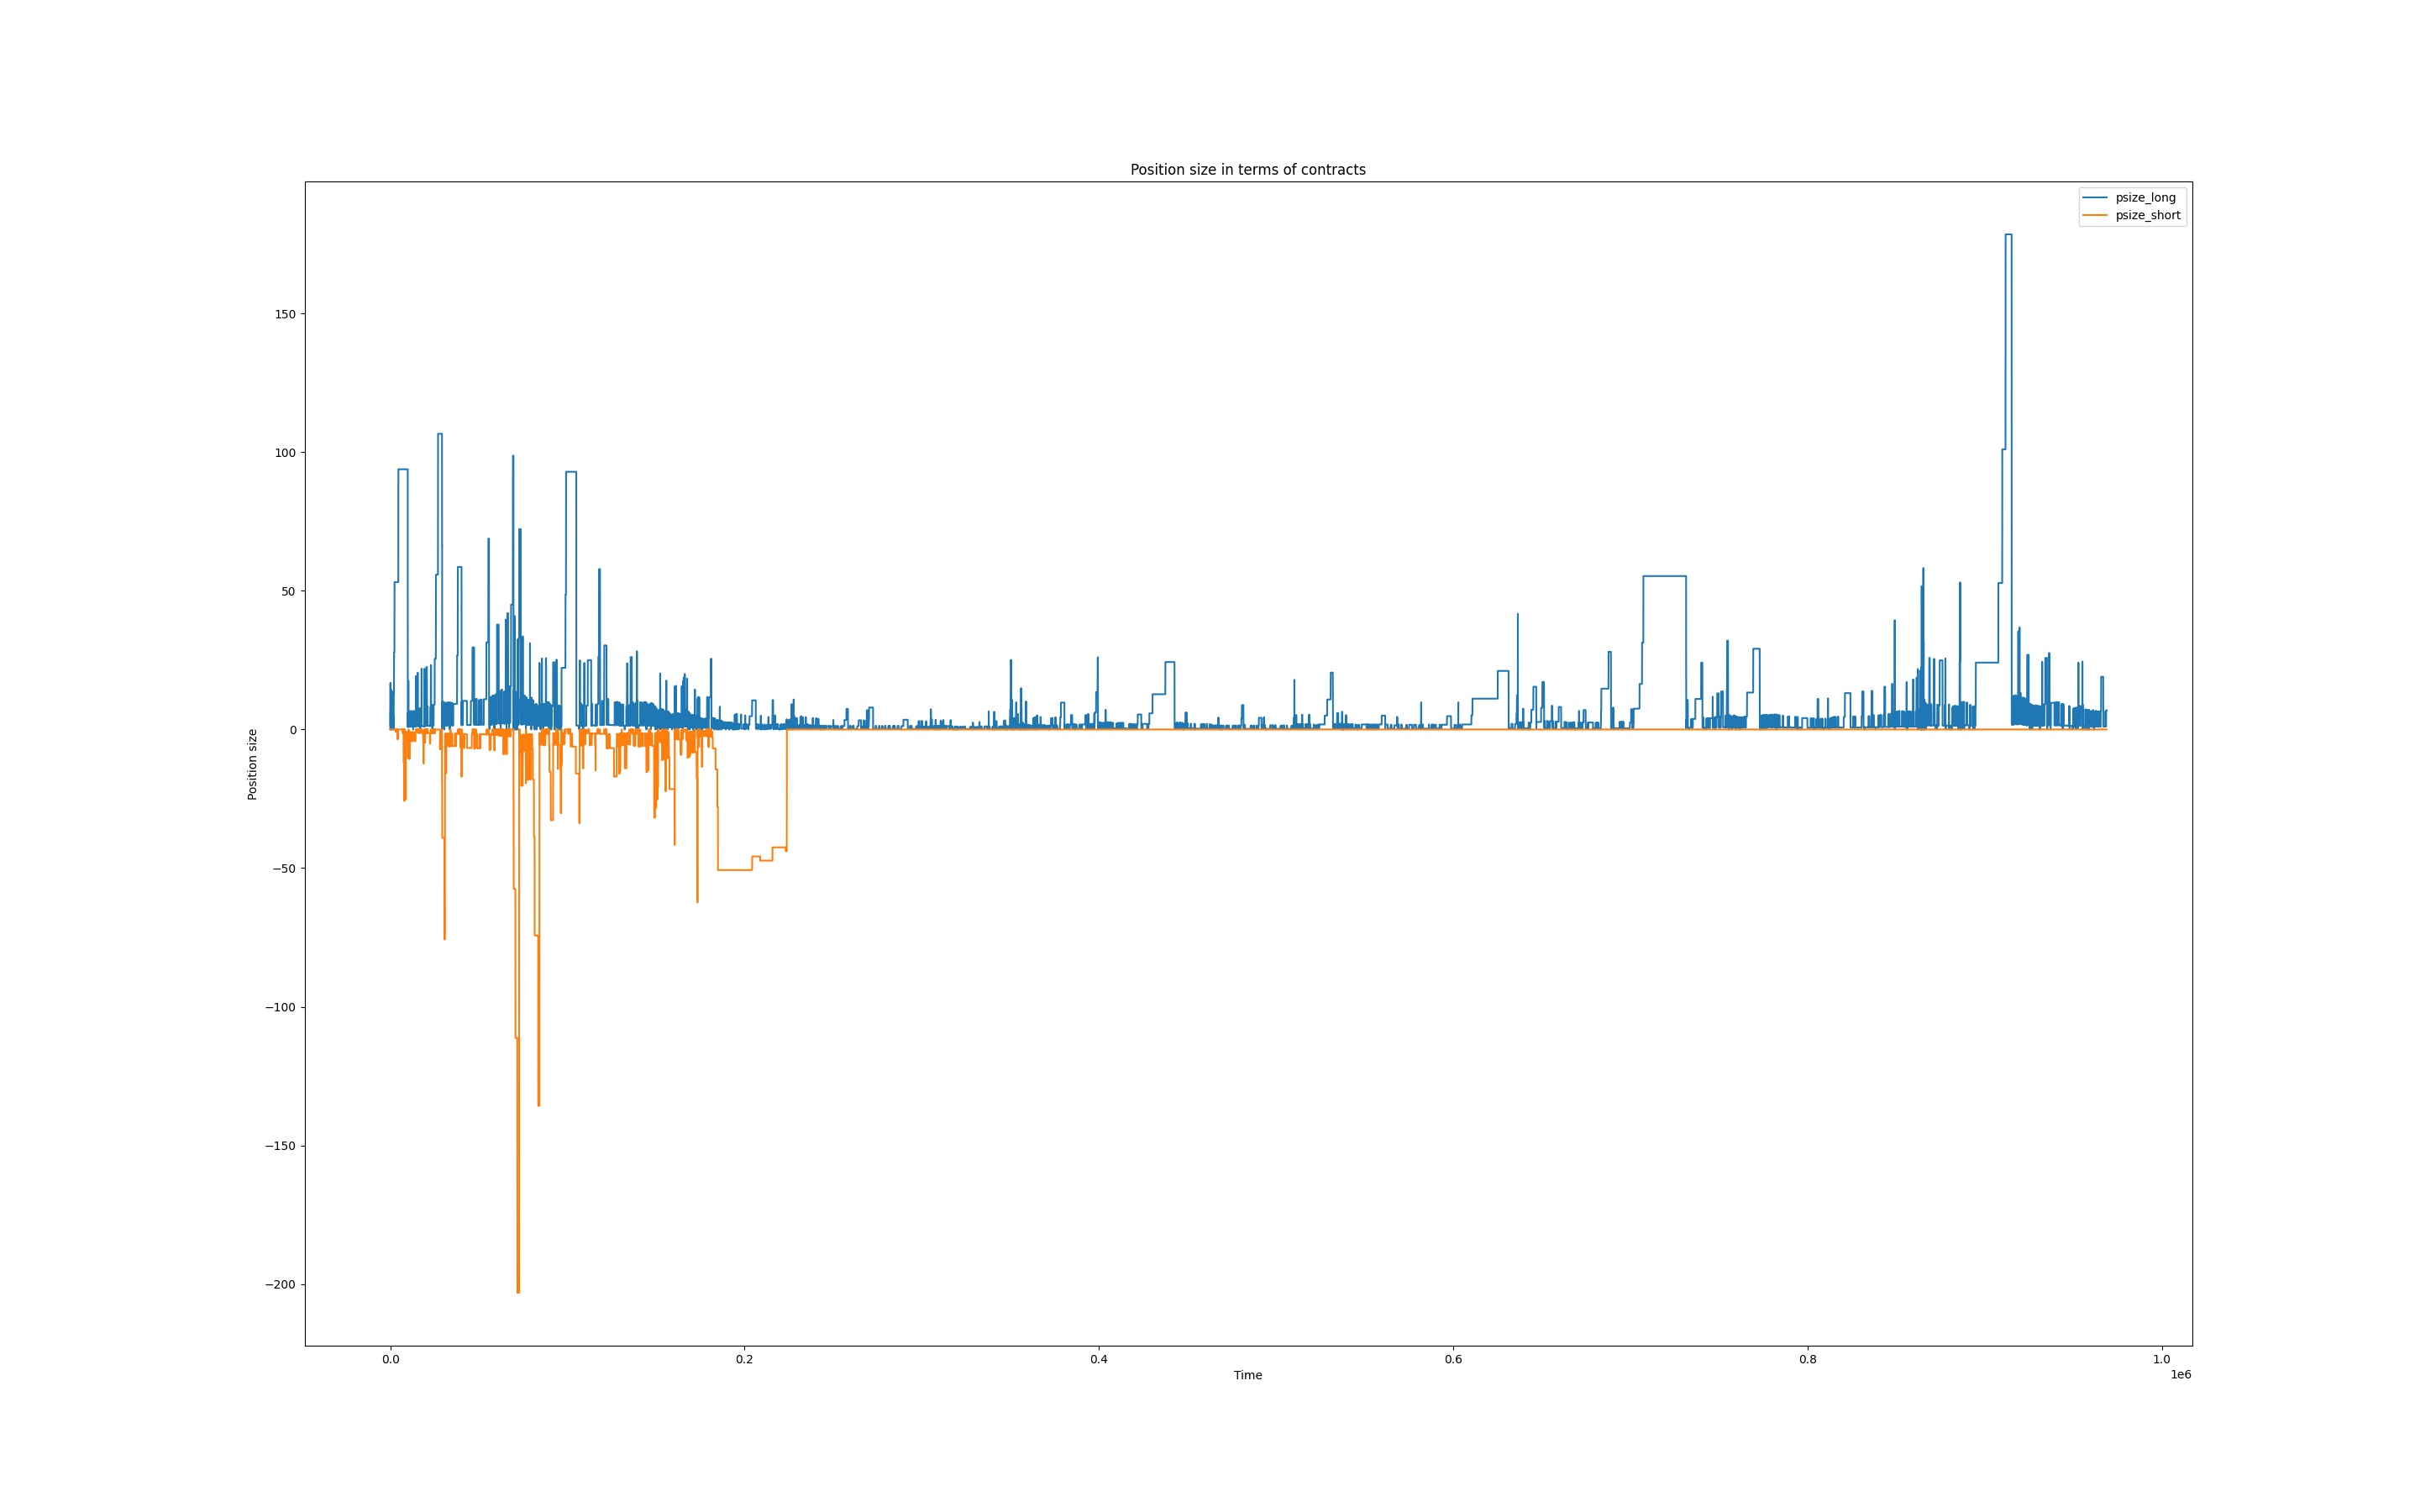 Position size in terms of contracts
psize_long
psize_short
150
100
50
0
−50
−100
−150
−200
Position size
0.0
0.2
0.4
0.6
0.8
1.0
Time
1e6